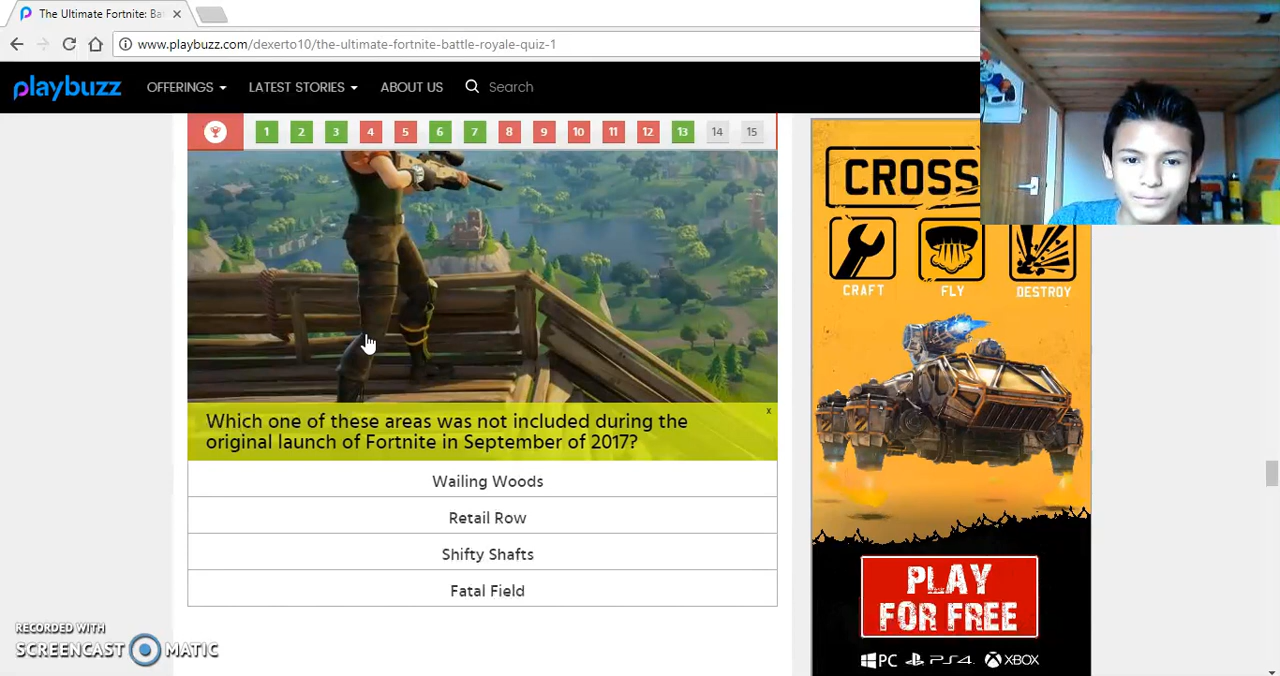 The Ultimate Fortnite: Ba
www.playbuzz.com/dexerto10/the-ultimate-fortnite-battle-royale-quiz-1
playbuzz OFFERINGS LATEST STORIES ABOUT US Search
1 2 3 4 5 6 7 8 9 10 11 12 13 14 15
CROSS
CRAFT FLY DESTROY
x
Which one of these areas was not included during the
original launch of Fortnite in September of 2017?
Wailing Woods
Retail Row
Shifty Shafts
Fatal Field
PLAY
FOR FREE
PC PS4 XBOX
RECORDED WITH
SCREENCAST MATIC